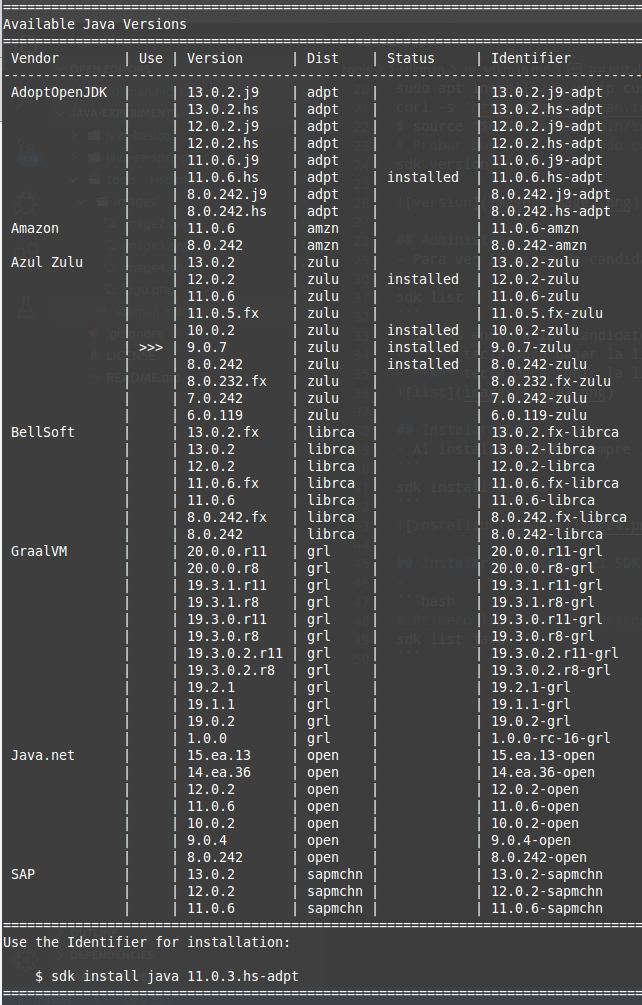 ================================================================================
Available Java Versions
================================================================================
 Vendor        | Use | Version      | Dist    | Status     | Identifier
--------------------------------------------------------------------------------
 AdoptOpenJDK  |     | 13.0.2.j9    | adpt    |            | 13.0.2.j9-adpt
               |     | 13.0.2.hs    | adpt    |            | 13.0.2.hs-adpt
               |     | 12.0.2.j9    | adpt    |            | 12.0.2.j9-adpt
               |     | 12.0.2.hs    | adpt    |            | 12.0.2.hs-adpt
               |     | 11.0.6.j9    | adpt    |            | 11.0.6.j9-adpt
               |     | 11.0.6.hs    | adpt    | installed  | 11.0.6.hs-adpt
               |     | 8.0.242.j9   | adpt    |            | 8.0.242.j9-adpt
               |     | 8.0.242.hs   | adpt    |            | 8.0.242.hs-adpt
 Amazon        |     | 11.0.6       | amzn    |            | 11.0.6-amzn
               |     | 8.0.242      | amzn    |            | 8.0.242-amzn
 Azul Zulu     |     | 13.0.2       | zulu    |            | 13.0.2-zulu
               |     | 12.0.2       | zulu    | installed  | 12.0.2-zulu
               |     | 11.0.6       | zulu    |            | 11.0.6-zulu
               |     | 11.0.5.fx    | zulu    |            | 11.0.5.fx-zulu
               |     | 10.0.2       | zulu    | installed  | 10.0.2-zulu
               | >>> | 9.0.7        | zulu    | installed  | 9.0.7-zulu
               |     | 8.0.242      | zulu    | installed  | 8.0.242-zulu
               |     | 8.0.232.fx   | zulu    |            | 8.0.232.fx-zulu
               |     | 7.0.242      | zulu    |            | 7.0.242-zulu
               |     | 6.0.119      | zulu    |            | 6.0.119-zulu
 BellSoft      |     | 13.0.2.fx    | librca  |            | 13.0.2.fx-librca
               |     | 13.0.2       | librca  |            | 13.0.2-librca
               |     | 12.0.2       | librca  |            | 12.0.2-librca
               |     | 11.0.6.fx    | librca  |            | 11.0.6.fx-librca
               |     | 11.0.6       | librca  |            | 11.0.6-librca
               |     | 8.0.242.fx   | librca  |            | 8.0.242.fx-librca
               |     | 8.0.242      | librca  |            | 8.0.242-librca
 GraalVM       |     | 20.0.0.r11   | grl     |            | 20.0.0.r11-grl
               |     | 20.0.0.r8    | grl     |            | 20.0.0.r8-grl
               |     | 19.3.1.r11   | grl     |            | 19.3.1.r11-grl
               |     | 19.3.1.r8    | grl     |            | 19.3.1.r8-grl
               |     | 19.3.0.r11   | grl     |            | 19.3.0.r11-grl
               |     | 19.3.0.r8    | grl     |            | 19.3.0.r8-grl
               |     | 19.3.0.2.r11 | grl     |            | 19.3.0.2.r11-grl
               |     | 19.3.0.2.r8  | grl     |            | 19.3.0.2.r8-grl
               |     | 19.2.1       | grl     |            | 19.2.1-grl
               |     | 19.1.1       | grl     |            | 19.1.1-grl
               |     | 19.0.2       | grl     |            | 19.0.2-grl
               |     | 1.0.0        | grl     |            | 1.0.0-rc-16-grl
 Java.net      |     | 15.ea.13     | open    |            | 15.ea.13-open
               |     | 14.ea.36     | open    |            | 14.ea.36-open
               |     | 12.0.2       | open    |            | 12.0.2-open
               |     | 11.0.6       | open    |            | 11.0.6-open
               |     | 10.0.2       | open    |            | 10.0.2-open
               |     | 9.0.4        | open    |            | 9.0.4-open
               |     | 8.0.242      | open    |            | 8.0.242-open
 SAP           |     | 13.0.2       | sapmchn |            | 13.0.2-sapmchn
               |     | 12.0.2       | sapmchn |            | 12.0.2-sapmchn
               |     | 11.0.6       | sapmchn |            | 11.0.6-sapmchn
================================================================================
Use the Identifier for installation:
    $ sdk install java 11.0.3.hs-adpt
================================================================================